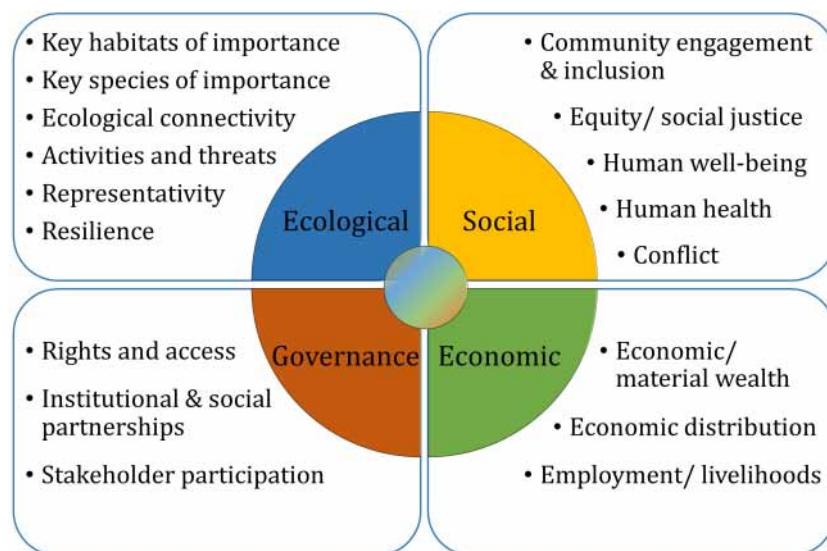 • Key habitats of importance
• Key species of importance
• Ecological connectivity
• Activities and threats
• Representativity
• Resilience
Ecological
• Community engagement
& inclusion
• Equity/ social justice
• Human well-being
• Human health
• Conflict
Social
• Rights and access
• Institutional & social
partnerships
• Stakeholder participation
Governance
Economic
• Economic/
material wealth
• Economic distribution
• Employment/ livelihoods